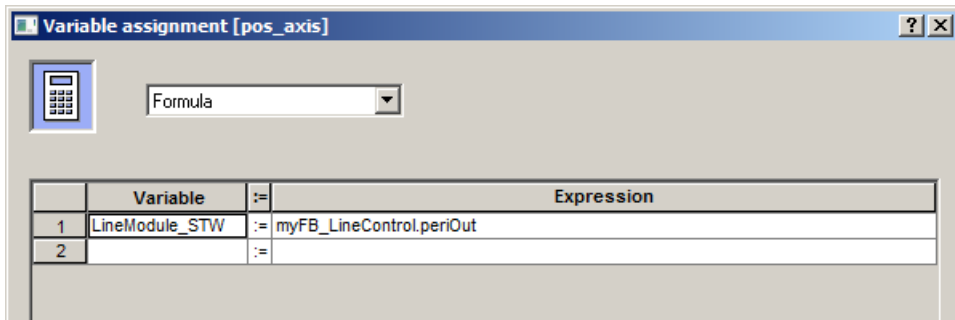 Variable assignment [pos_axis]
Formula
Variable := Expression
1 LineModule_STW := myFB_LineControl.periOut
2 :=